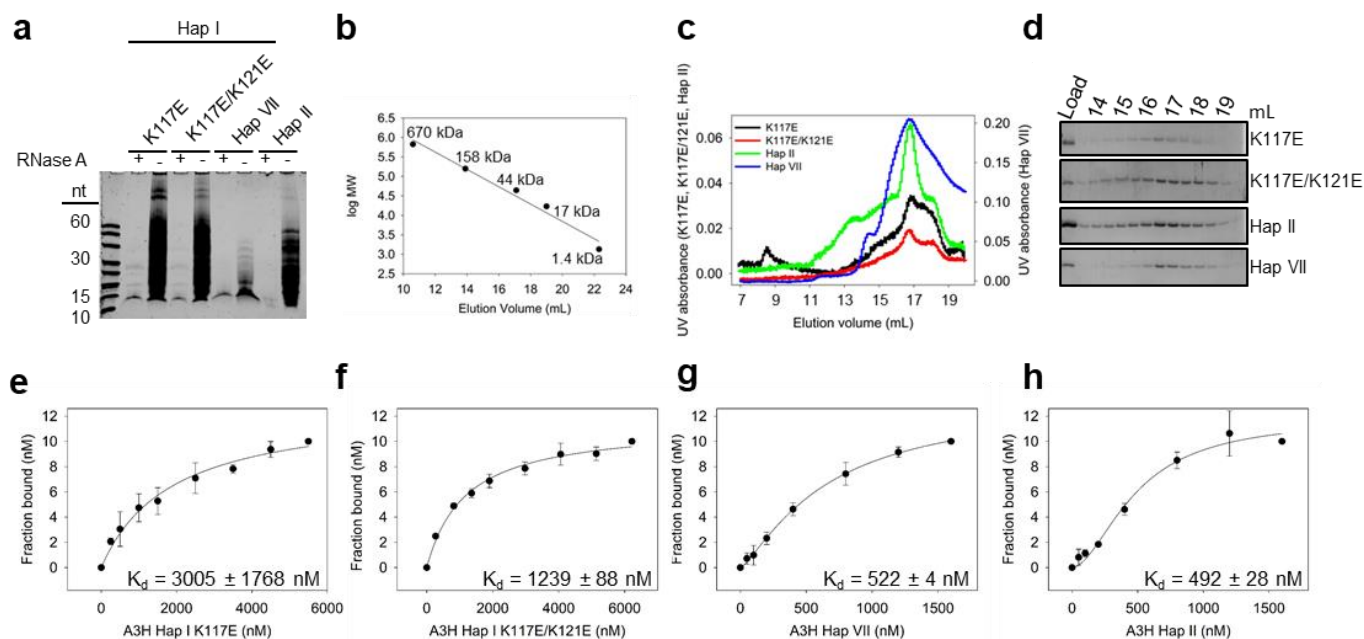 a
Hap I
K117E
K117E/K121E
Hap VII
Hap II
RNase A + - + - + - + -
nt
60
30
15
10
b
log MW
6.5
6.0
5.5
5.0
4.5
4.0
3.5
3.0
2.5
670 kDa
158 kDa
44 kDa
17 kDa
1.4 kDa
10 12 14 16 18 20 22 24
Elution Volume (mL)
c
UV absorbance (K117E, K117E/121E, Hap II)
0.06
0.04
0.02
0.00
K117E
K117E/K121E
Hap II
Hap VII
0.20
0.15
0.10
0.05
0.00
UV absorbance (Hap VII)
7 9 11 13 15 17 19
Elution volume (mL)
d
Load 14 15 16 17 18 19 mL
K117E
K117E/K121E
Hap II
Hap VII
e
Fraction bound (nM)
12
10
8
6
4
2
0
Kd = 3005 ± 1768 nM
0 2000 4000 6000
A3H Hap I K117E (nM)
f
Fraction bound (nM)
12
10
8
6
4
2
0
Kd = 1239 ± 88 nM
0 2000 4000 6000
A3H Hap I K117E/K121E (nM)
g
Fraction bound (nM)
12
10
8
6
4
2
0
Kd = 522 ± 4 nM
0 500 1000 1500
A3H Hap VII (nM)
h
Fraction bound (nM)
12
10
8
6
4
2
0
Kd = 492 ± 28 nM
0 500 1000 1500
A3H Hap II (nM)